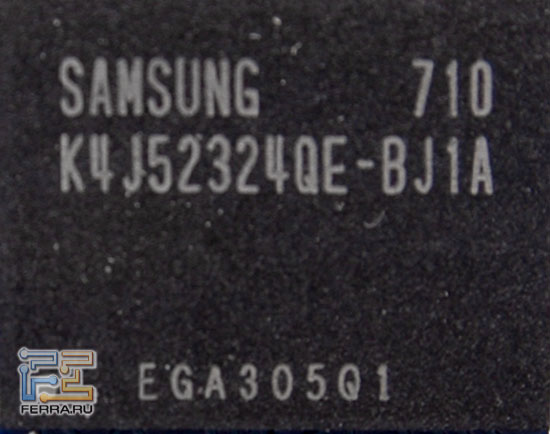 SAMSUNG 710
K4J52324QE-BJ1A
EGA305Q1
FERRA.RU